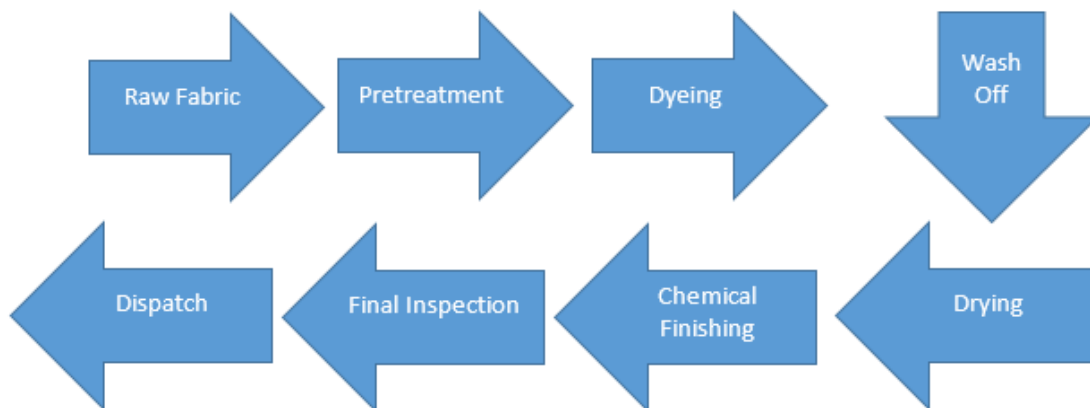 Raw Fabric
Pretreatment
Dyeing
Wash
Off
Drying
Chemical
Finishing
Final Inspection
Dispatch